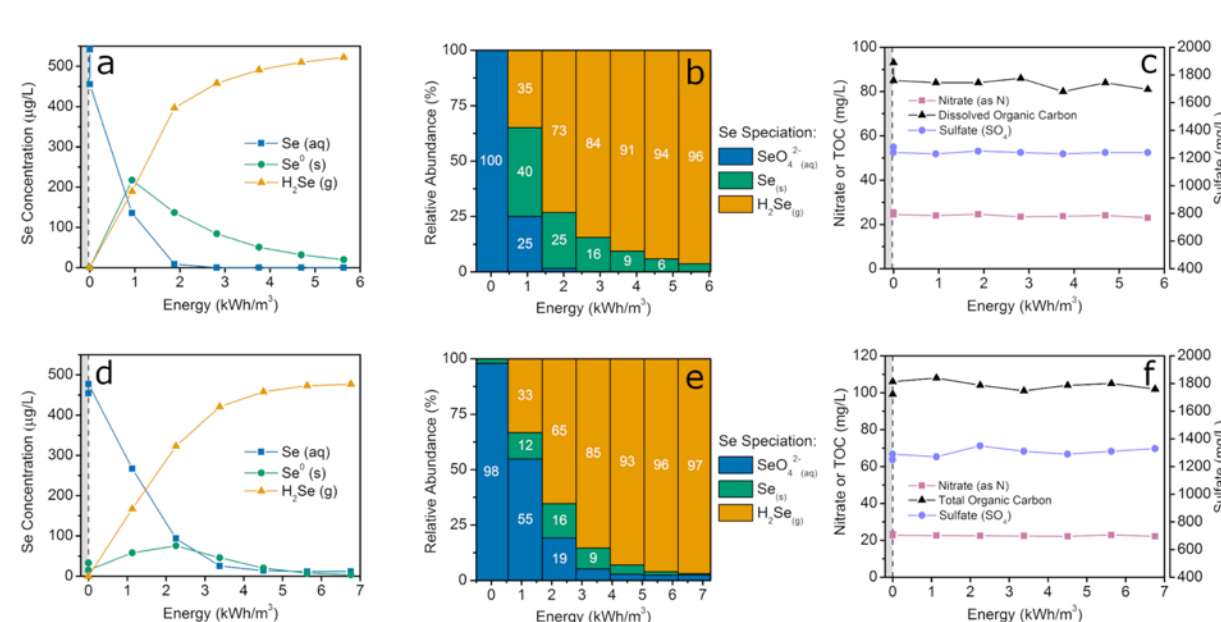 a
Se Concentration (µg/L)
500
400
300
200
100
0
0 1 2 3 4 5 6
Energy (kWh/m³)
Se (aq)
Se⁰ (s)
H₂Se (g)
b
Relative Abundance (%)
100
75
50
25
0
100
35
40
25
73
25
84
16
91
9
94
6
96
0 1 2 3 4 5 6
Energy (kWh/m³)
Se Speciation:
SeO₄²⁻(aq)
Se(s)
H₂Se(g)
c
Nitrate or TOC (mg/L)
100
80
60
40
20
0
Nitrate (as N)
Dissolved Organic Carbon
Sulfate (SO₄)
2000
1800
1600
1400
1200
1000
800
600
400
Sulfate (mg/L)
0 1 2 3 4 5 6
Energy (kWh/m³)
d
Se Concentration (µg/L)
500
400
300
200
100
0
0 1 2 3 4 5 6 7
Energy (kWh/m³)
Se (aq)
Se⁰ (s)
H₂Se (g)
e
Relative Abundance (%)
100
75
50
25
0
98
33
12
55
65
16
19
85
9
93
96
97
0 1 2 3 4 5 6 7
Energy (kWh/m³)
Se Speciation:
SeO₄²⁻(aq)
Se(s)
H₂Se(g)
f
Nitrate or TOC (mg/L)
120
100
80
60
40
20
0
Nitrate (as N)
Total Organic Carbon
Sulfate (SO₄)
2000
1800
1600
1400
1200
1000
800
600
400
Sulfate (mg/L)
0 1 2 3 4 5 6 7
Energy (kWh/m³)